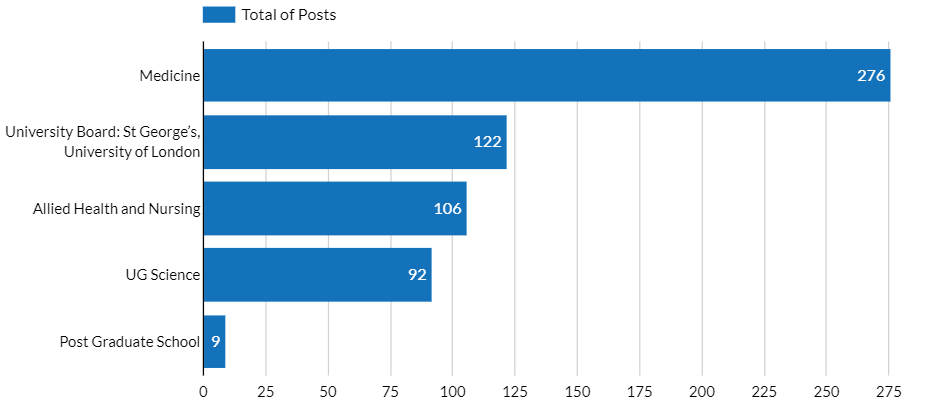 Total of Posts
Medicine
276
University Board: St George’s,
University of London
122
Allied Health and Nursing
106
UG Science
92
Post Graduate School
9
0 25 50 75 100 125 150 175 200 225 250 275